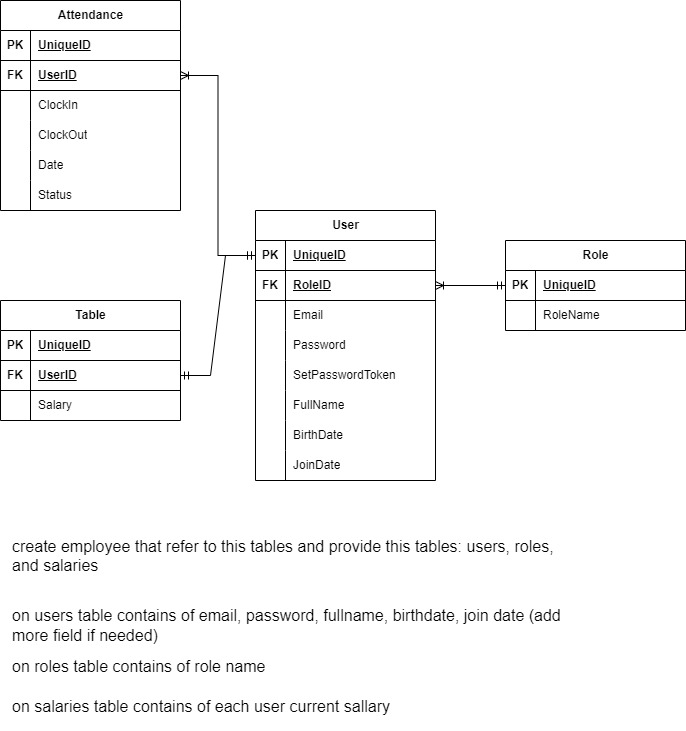 Attendance
PK UniqueID
FK UserID
ClockIn
ClockOut
Date
Status
User
PK UniqueID
FK RoleID
Email
Password
SetPasswordToken
FullName
BirthDate
JoinDate
Role
PK UniqueID
RoleName
Table
PK UniqueID
FK UserID
Salary
create employee that refer to this tables and provide this tables: users, roles,
and salaries
on users table contains of email, password, fullname, birthdate, join date (add
more field if needed)
on roles table contains of role name
on salaries table contains of each user current sallary